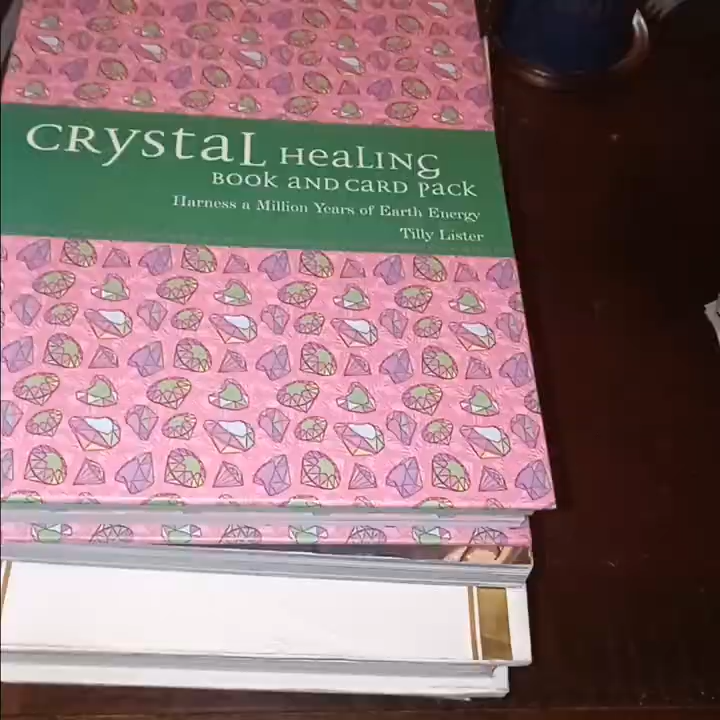 Crystal Healing
Book and Card Pack
Harness a Million Years of Earth Energy
Tilly Lister